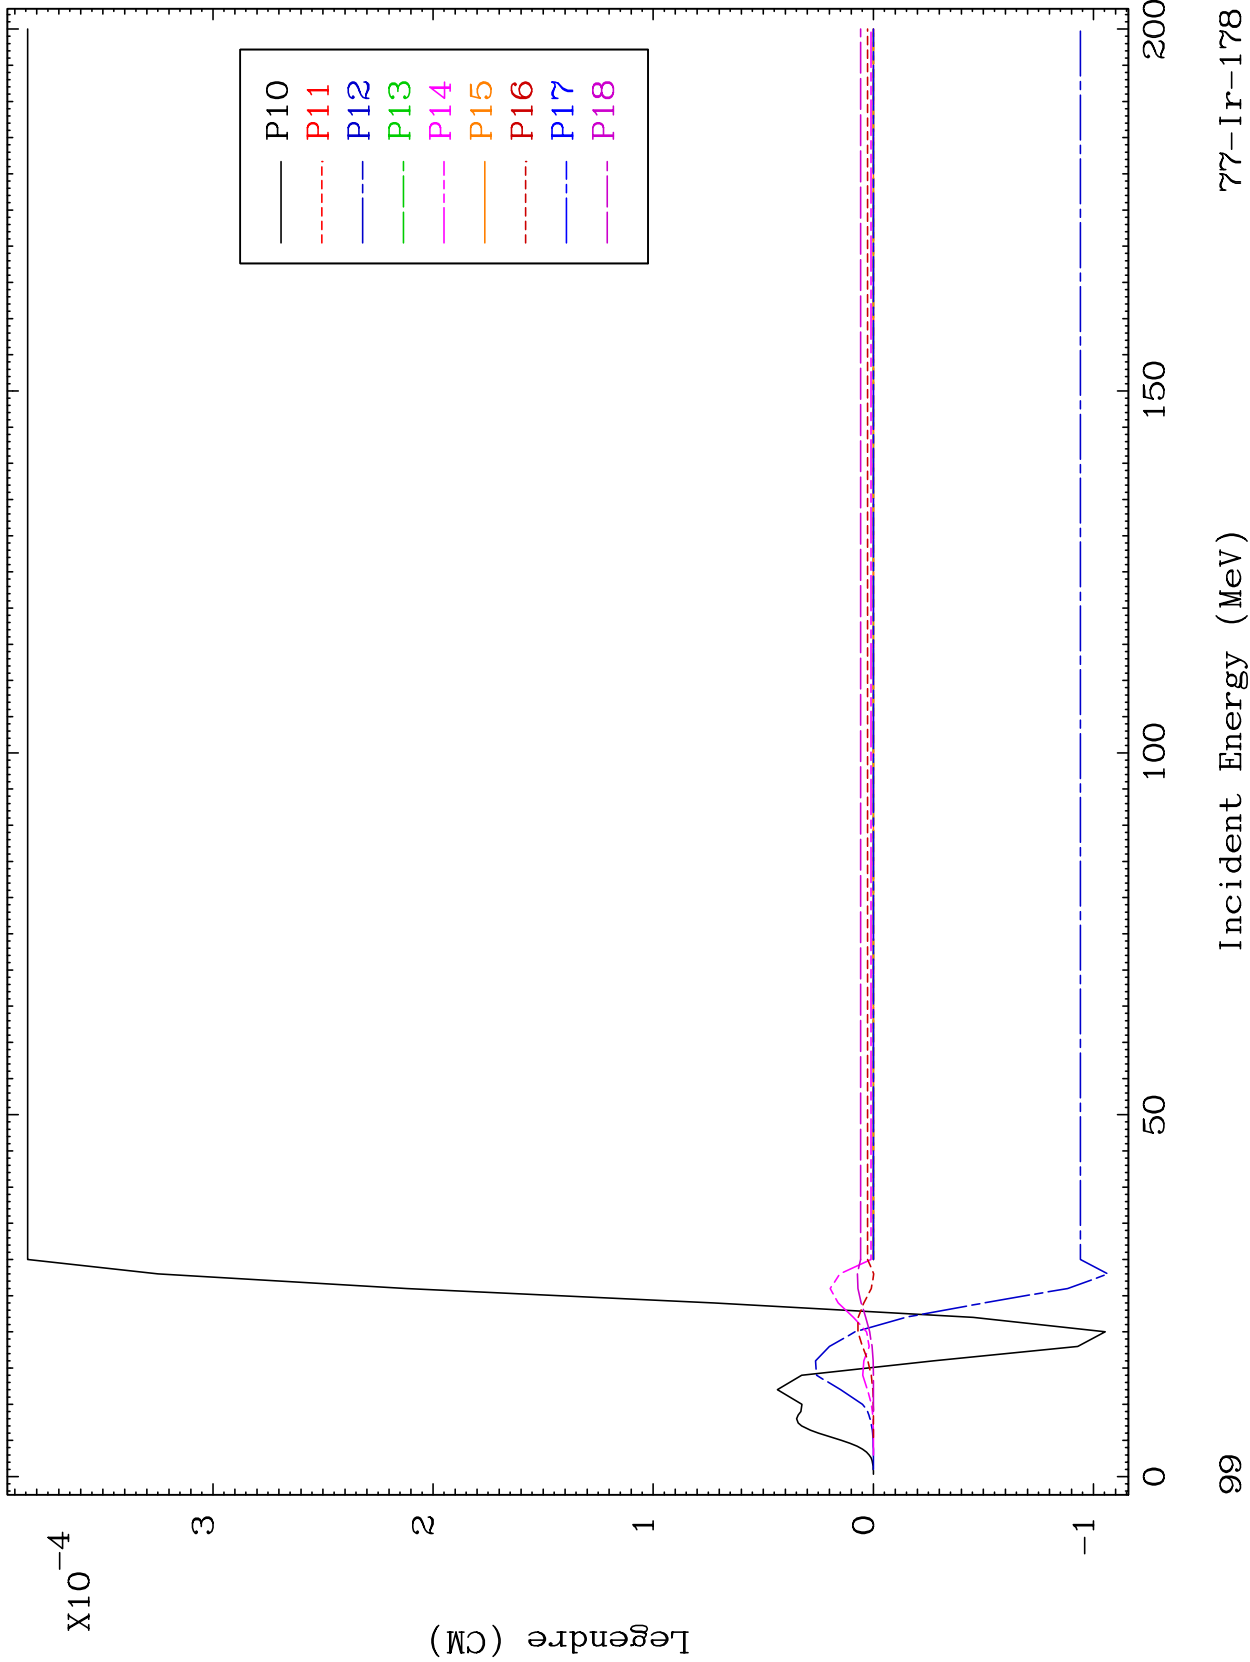 X10-4
3
2
1
0
-1
Legendre (CM)
P10
P11
P12
P13
P14
P15
P16
P17
P18
0
50
100
150
200
99
Incident Energy (MeV)
77-Ir-178